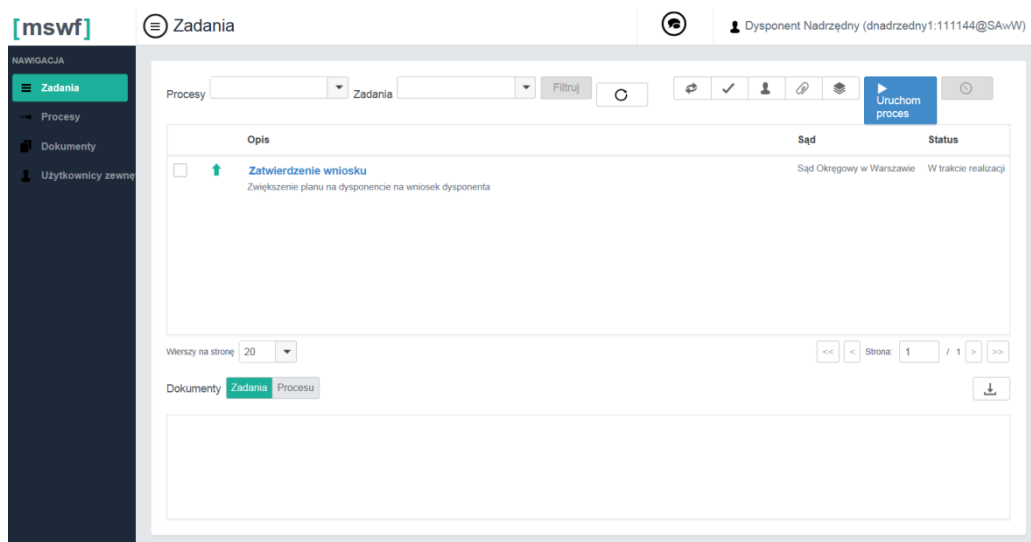 [mswf]
Zadania
Dysponent Nadrzędny (dnadrzedny1:111144@SAwW)
NAWIGACJA
Zadania
Procesy
Dokumenty
Użytkownicy zewnę
Procesy
Zadania
Filtruj
Uruchom
proces
Opis Sąd Status
Zatwierdzenie wniosku Sąd Okręgowy w Warszawie W trakcie realizacji
Zwiększenie planu na dysponencie na wniosek dysponenta
Wierszy na stronę 20 << < Strona: 1 / 1 > >>
Dokumenty Zadania Procesu